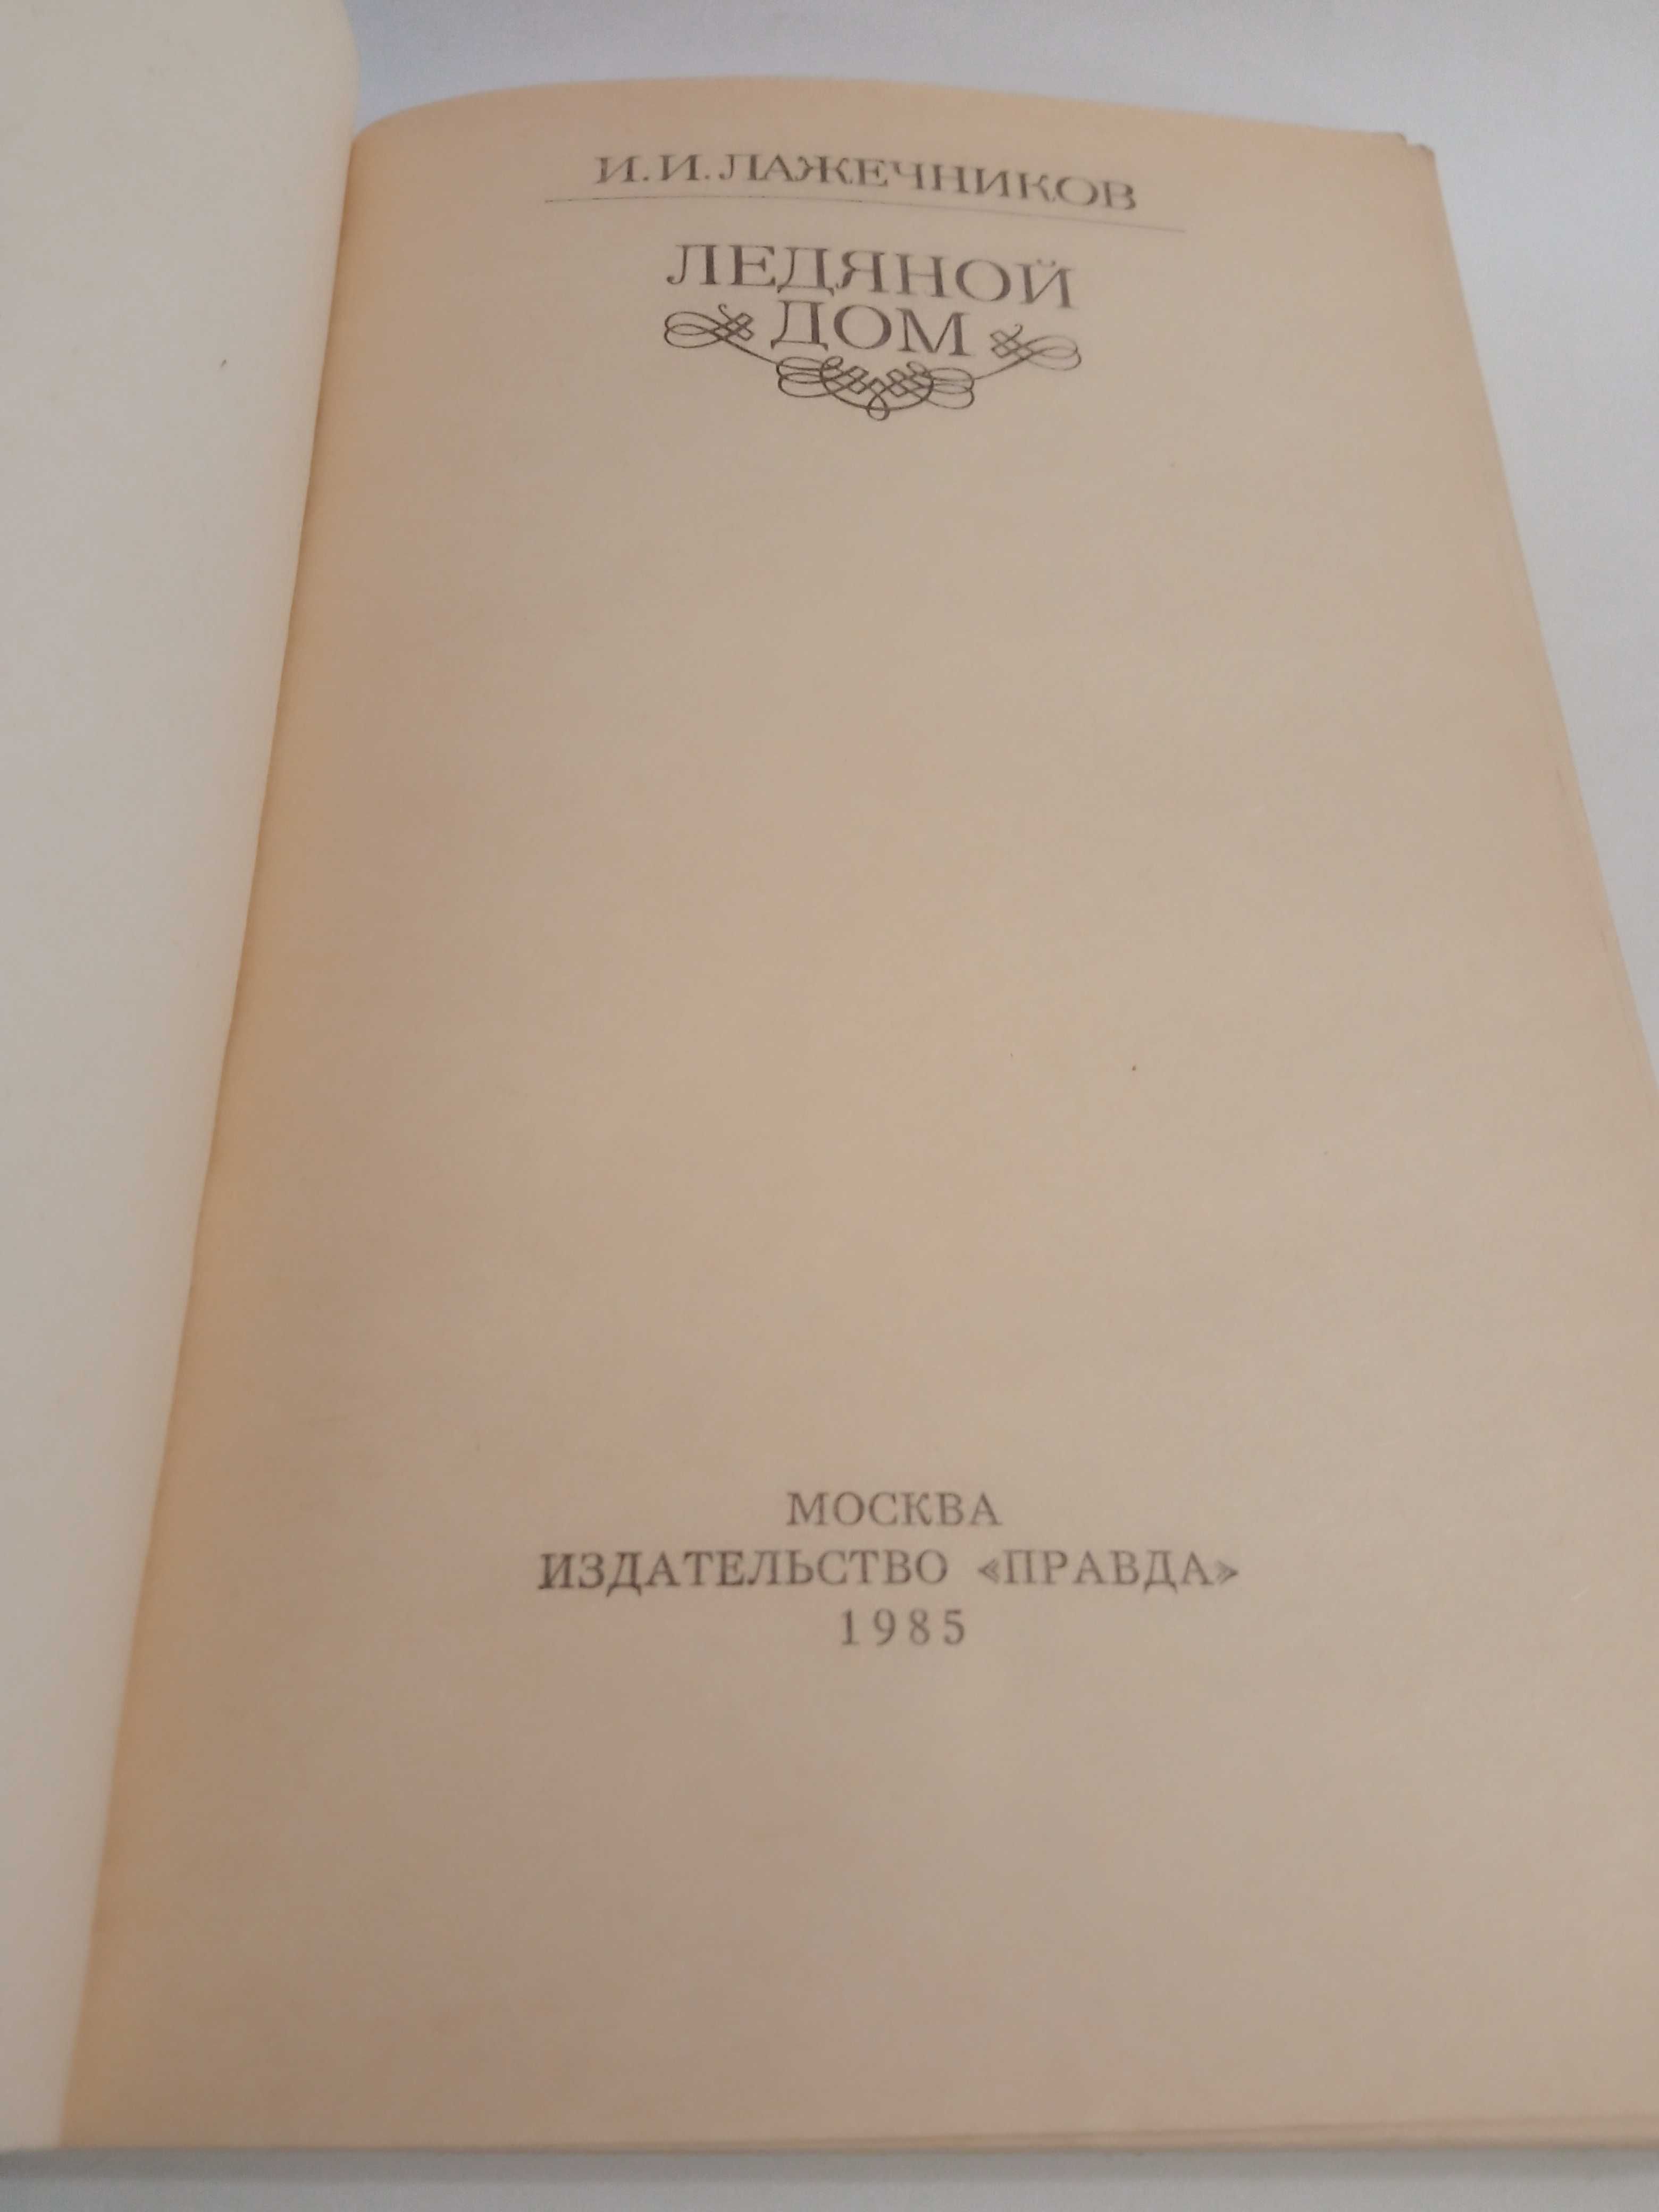 И.И.ЛАЖЕЧНИКОВ
ЛЕДЯНОЙ
ДОМ
МОСКВА
ИЗДАТЕЛЬСТВО «ПРАВДА»
1985